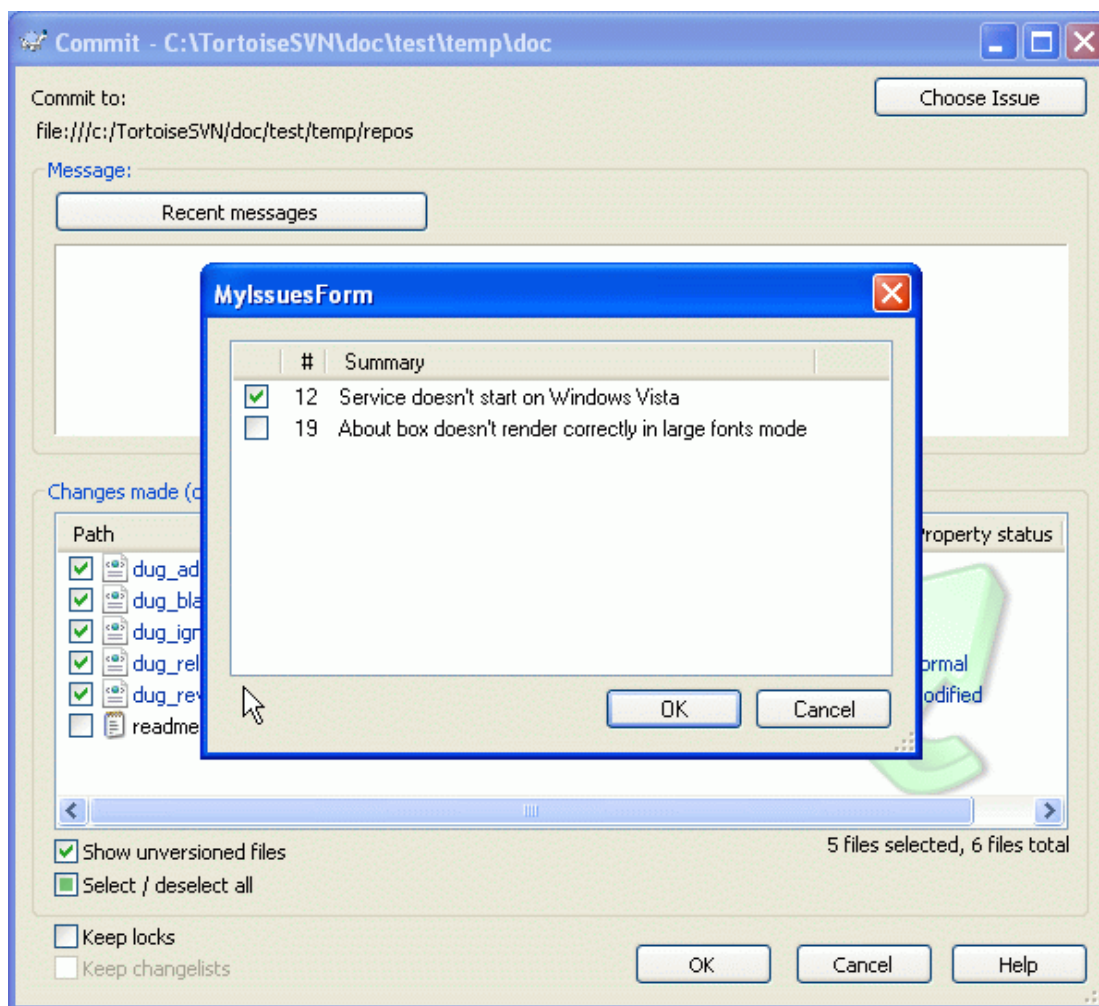 Commit - C:\TortoiseSVN\doc\test\temp\doc
Commit to:
Choose Issue
file:///c:/TortoiseSVN/doc/test/temp/repos
Message:
Recent messages
MyIssuesForm
# Summary
12 Service doesn't start on Windows Vista
19 About box doesn't render correctly in large fonts mode
OK Cancel
Changes made (d
Path Property status
dug_ad
dug_bla
dug_ign
dug_rel ormal
dug_rev odified
readme
5 files selected, 6 files total
Show unversioned files
Select / deselect all
Keep locks
Keep changelists
OK Cancel Help